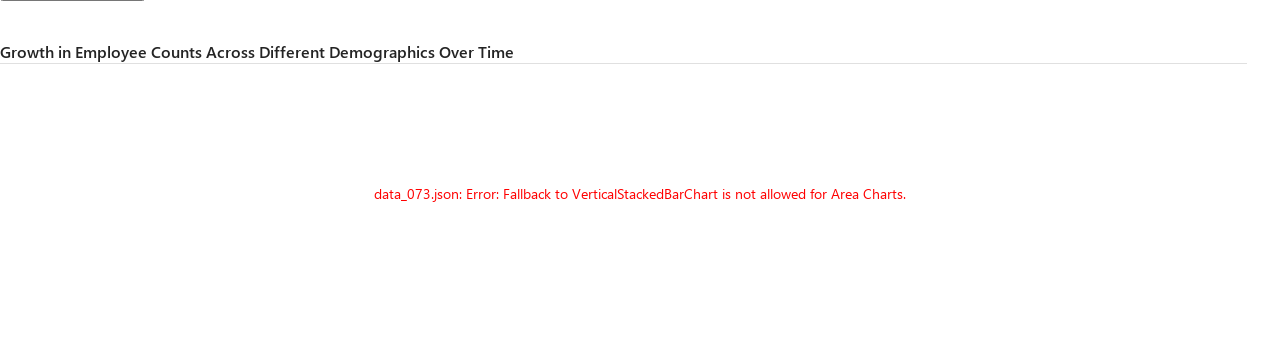 Growth in Employee Counts Across Different Demographics Over Time
data_073.json: Error: Fallback to VerticalStackedBarChart is not allowed for Area Charts.